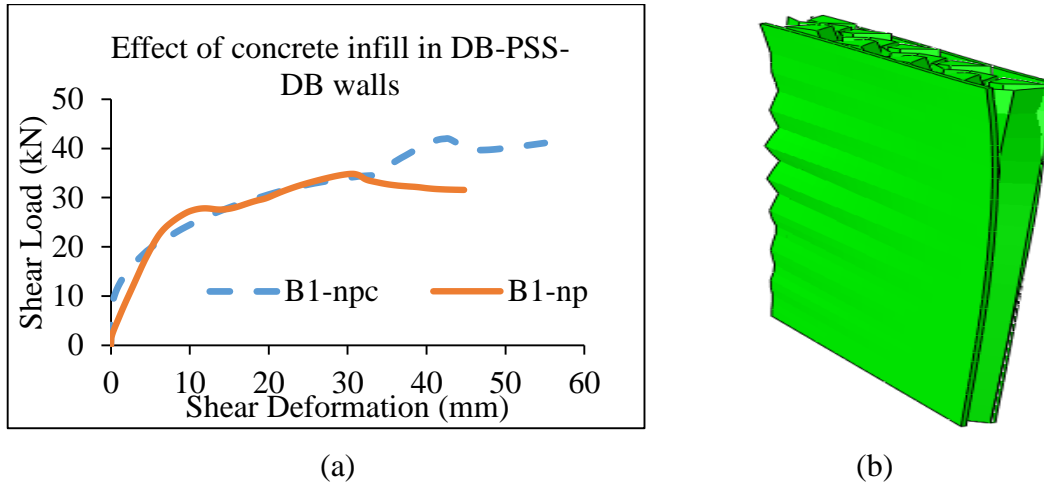 Effect of concrete infill in DB-PSS-
DB walls
Shear Load (kN)
50
40
30
20
10
0
B1-npc
B1-np
0 10 20 30 40 50 60
Shear Deformation (mm)
(a)
(b)